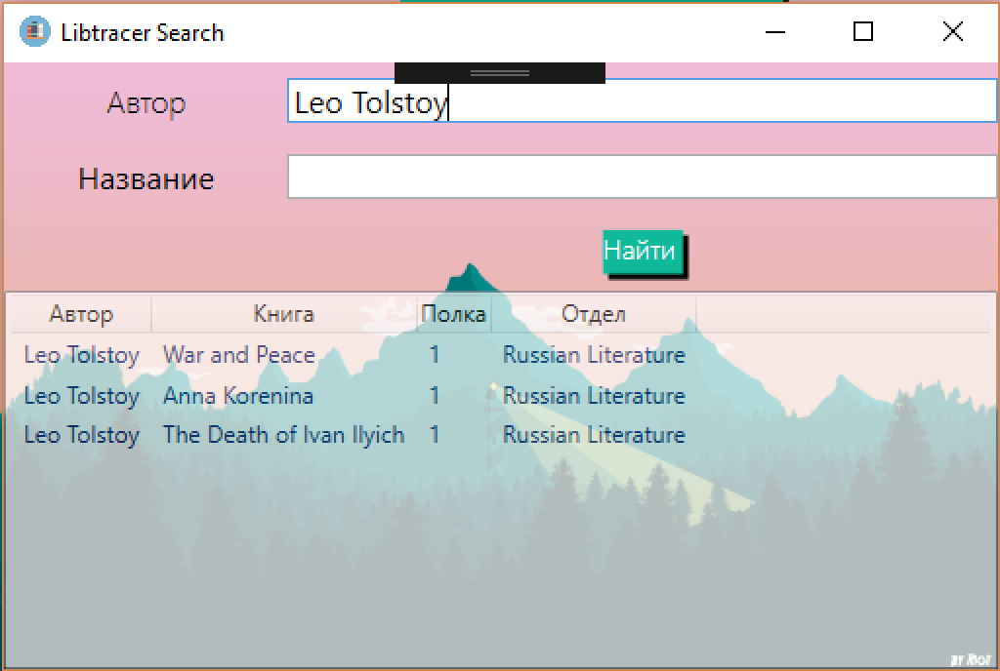 Libtracer Search
Автор Leo Tolstoy
Название
Найти
Автор Книга Полка Отдел
Leo Tolstoy War and Peace 1 Russian Literature
Leo Tolstoy Anna Korenina 1 Russian Literature
Leo Tolstoy The Death of Ivan Ilyich 1 Russian Literature